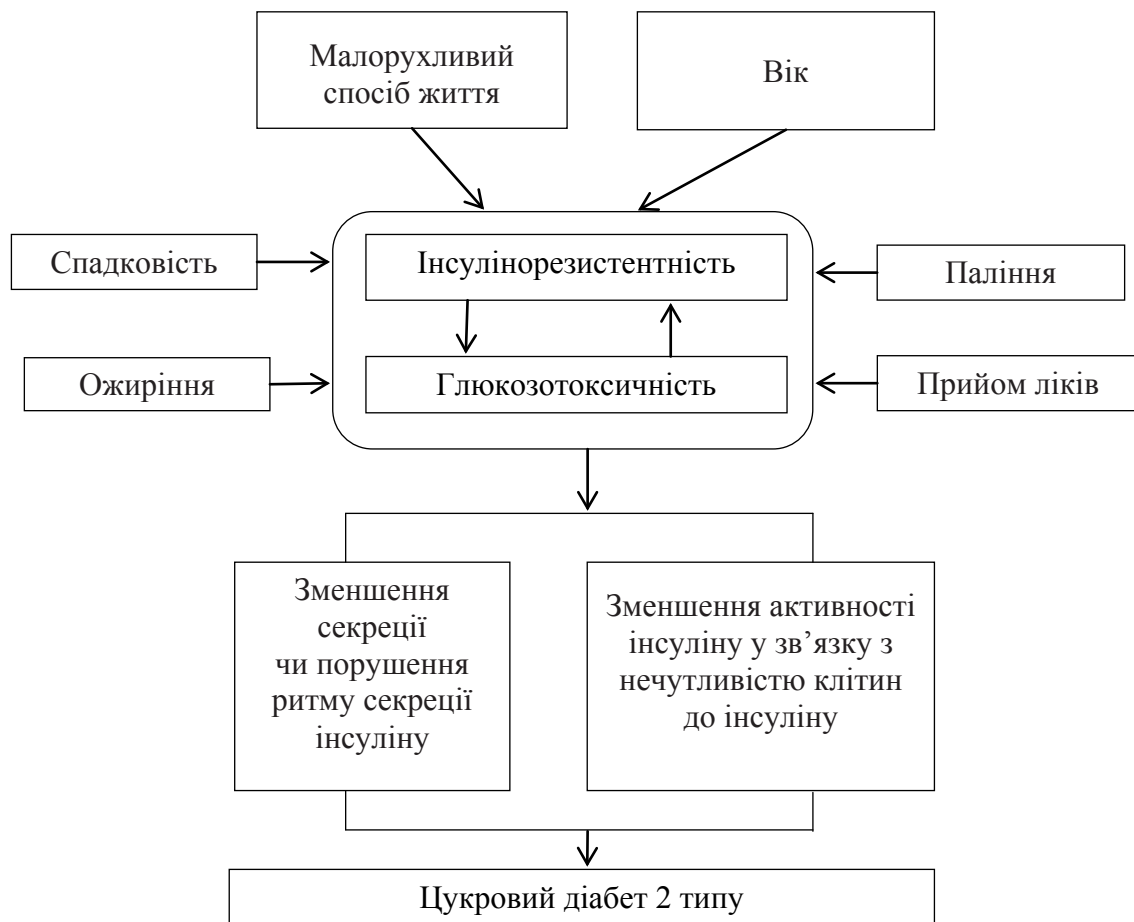 Малорухливий
спосіб життя
Вік
Спадковість
Інсулінорезистентність
Паління
Ожиріння
Глюкозотоксичність
Прийом ліків
Зменшення
секреції
чи порушення
ритму секреції
інсуліну
Зменшення активності
інсуліну у зв’язку з
нечутливістю клітин
до інсуліну
Цукровий діабет 2 типу